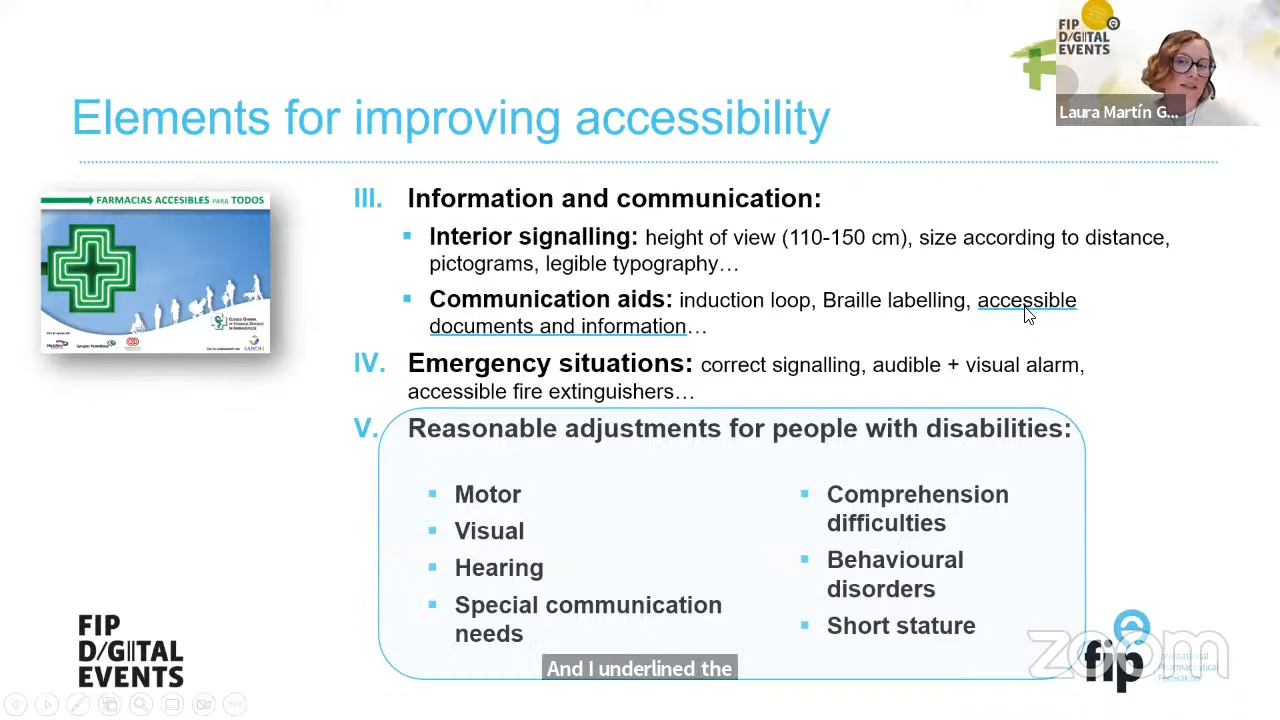 FIP
D/G|TAL
EVENTS
Laura Martín G...
Elements for improving accessibility
FARMACIAS ACCESIBLES PARA TODOS
III. Information and communication:
▪ Interior signalling: height of view (110-150 cm), size according to distance,
pictograms, legible typography…
▪ Communication aids: induction loop, Braille labelling, accessible
documents and information…
IV. Emergency situations: correct signalling, audible + visual alarm,
accessible fire extinguishers…
V. Reasonable adjustments for people with disabilities:
▪ Motor
▪ Visual
▪ Hearing
▪ Special communication
needs
▪ Comprehension
difficulties
▪ Behavioural
disorders
▪ Short stature
And I underlined the
FIP
D/G|TAL
EVENTS
zoom
fip
International
Pharmaceutical
Federation